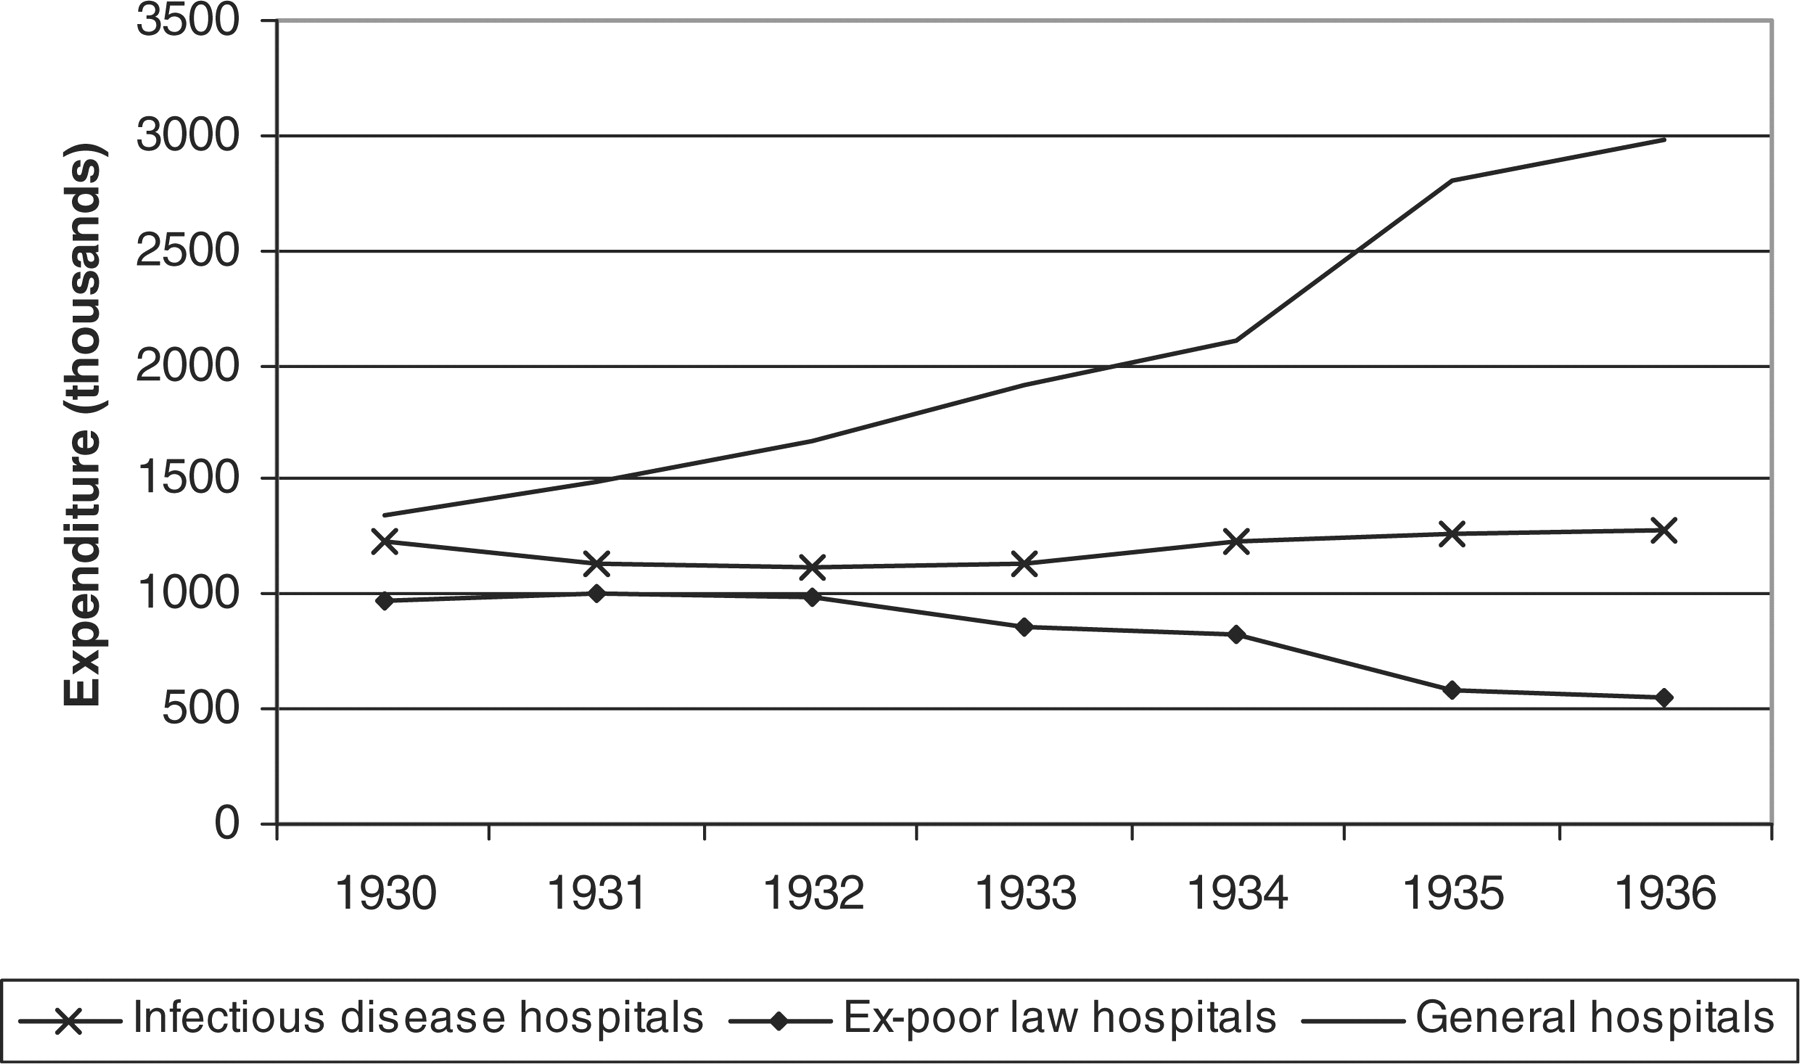 3500
3000
2500
2000
1500
1000
500
0
Expenditure (thousands)
1930 1931 1932 1933 1934 1935 1936
Infectious disease hospitals Ex-poor law hospitals General hospitals